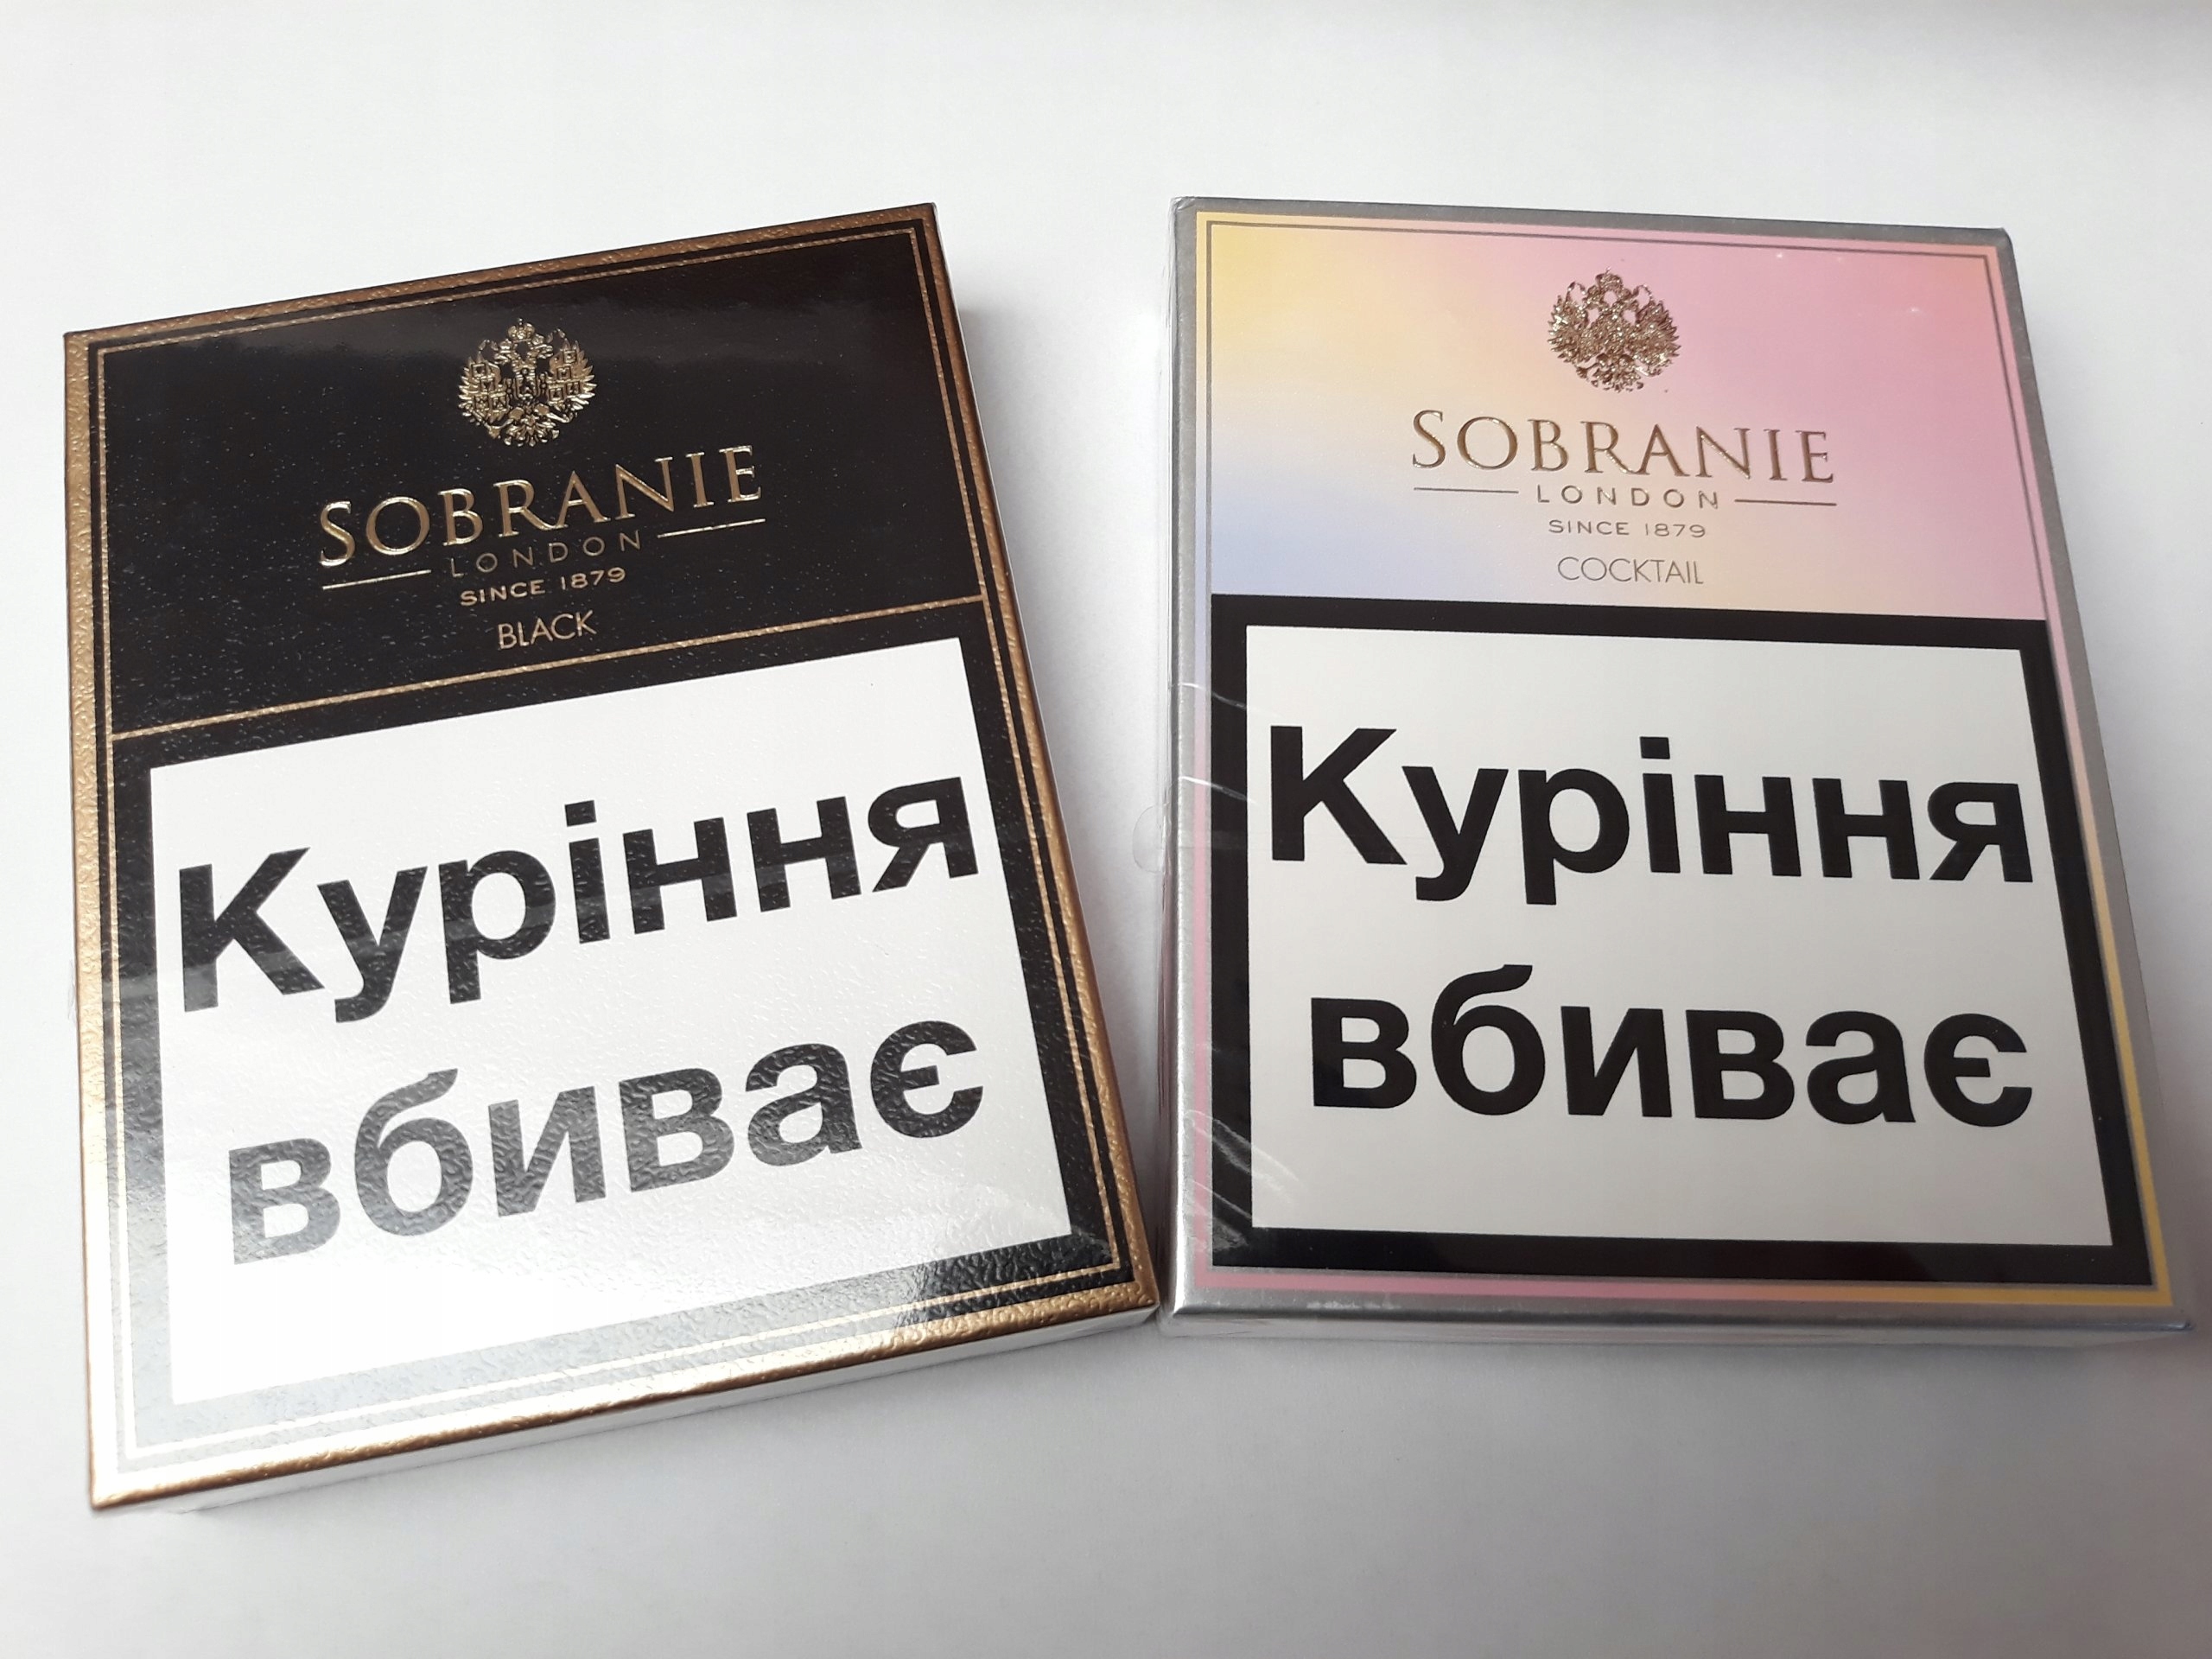 SOBRANIE
LONDON
SINCE 1879
BLACK
Куріння
вбиває
SOBRANIE
LONDON
SINCE 1879
COCKTAIL
Куріння
вбиває